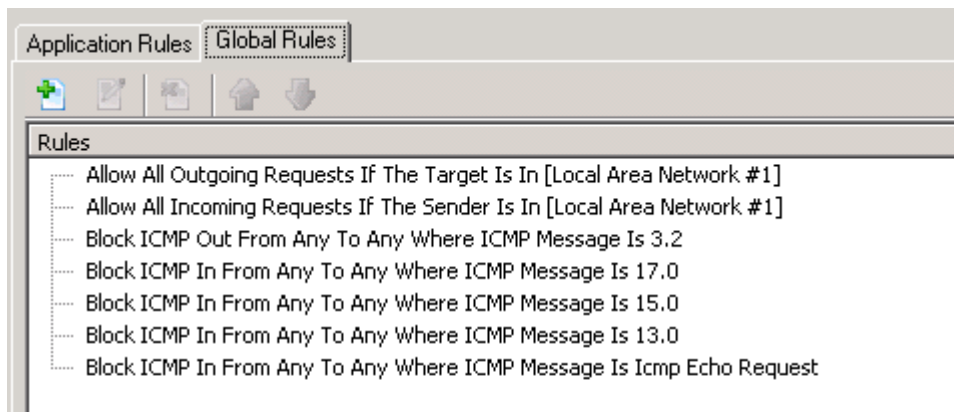 Application Rules Global Rules
Rules
Allow All Outgoing Requests If The Target Is In [Local Area Network #1]
Allow All Incoming Requests If The Sender Is In [Local Area Network #1]
Block ICMP Out From Any To Any Where ICMP Message Is 3.2
Block ICMP In From Any To Any Where ICMP Message Is 17.0
Block ICMP In From Any To Any Where ICMP Message Is 15.0
Block ICMP In From Any To Any Where ICMP Message Is 13.0
Block ICMP In From Any To Any Where ICMP Message Is Icmp Echo Request